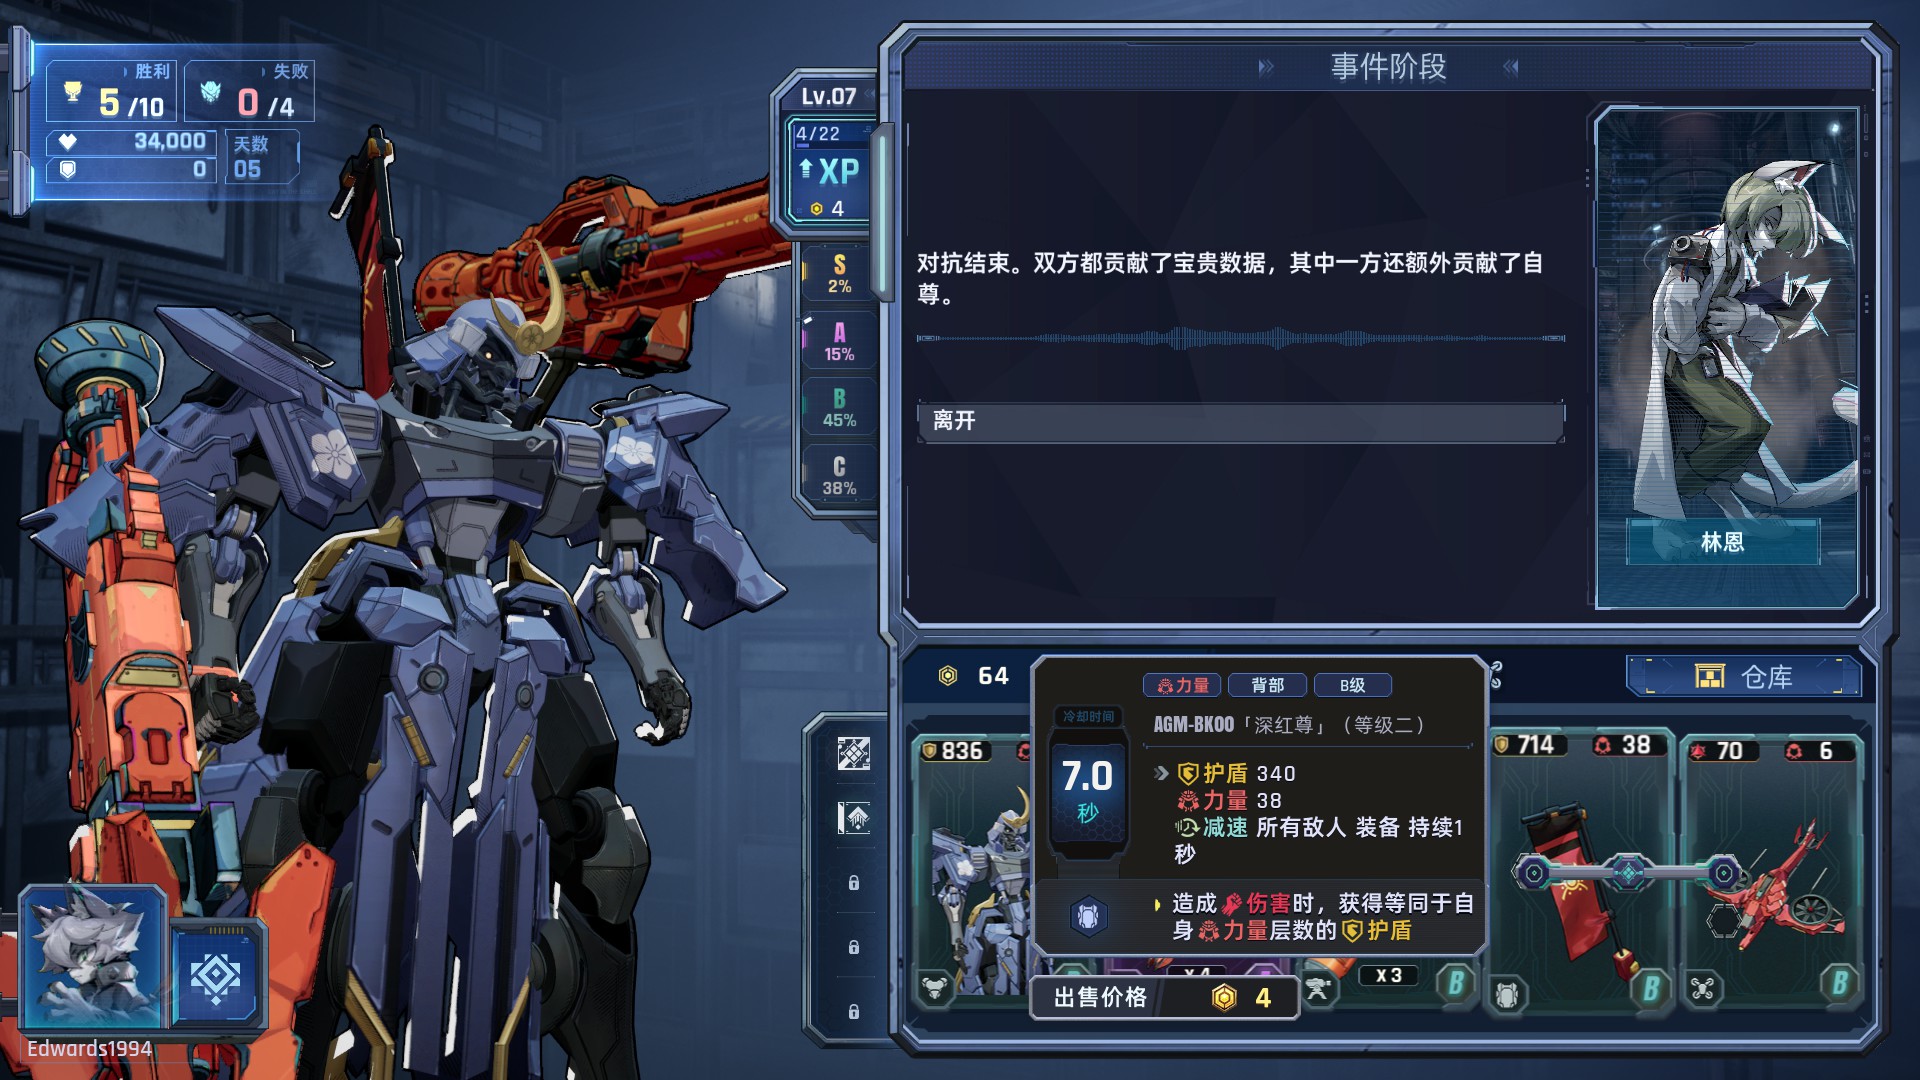 胜利
5/10
失败
0/4
34,000
0
天数
05
Lv.07
4/22
XP
4
S
2%
A
15%
B
45%
C
38%
事件阶段
对抗结束。双方都贡献了宝贵数据，其中一方还额外贡献了自
尊。
离开
林恩
64
仓库
力量
背部
B级
冷却时间
7.0
秒
AGM-BK00「深红尊」（等级二）
护盾 340
力量 38
减速 所有敌人 装备 持续1
秒
造成伤害时，获得等同于自
身力量层数的护盾
出售价格
4
836
714
38
70
6
x4
x3
B
B
B
Edwards1994